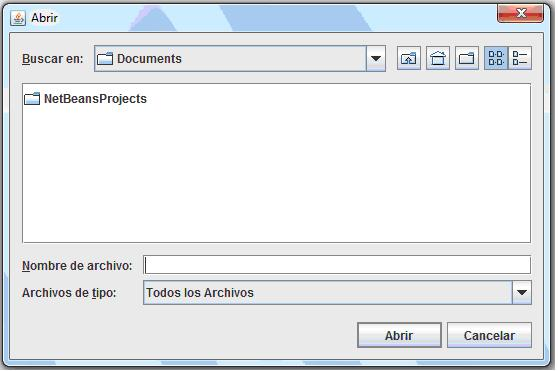 Abrir
Buscar en: Documents
NetBeansProjects
Nombre de archivo:
Archivos de tipo: Todos los Archivos
Abrir Cancelar